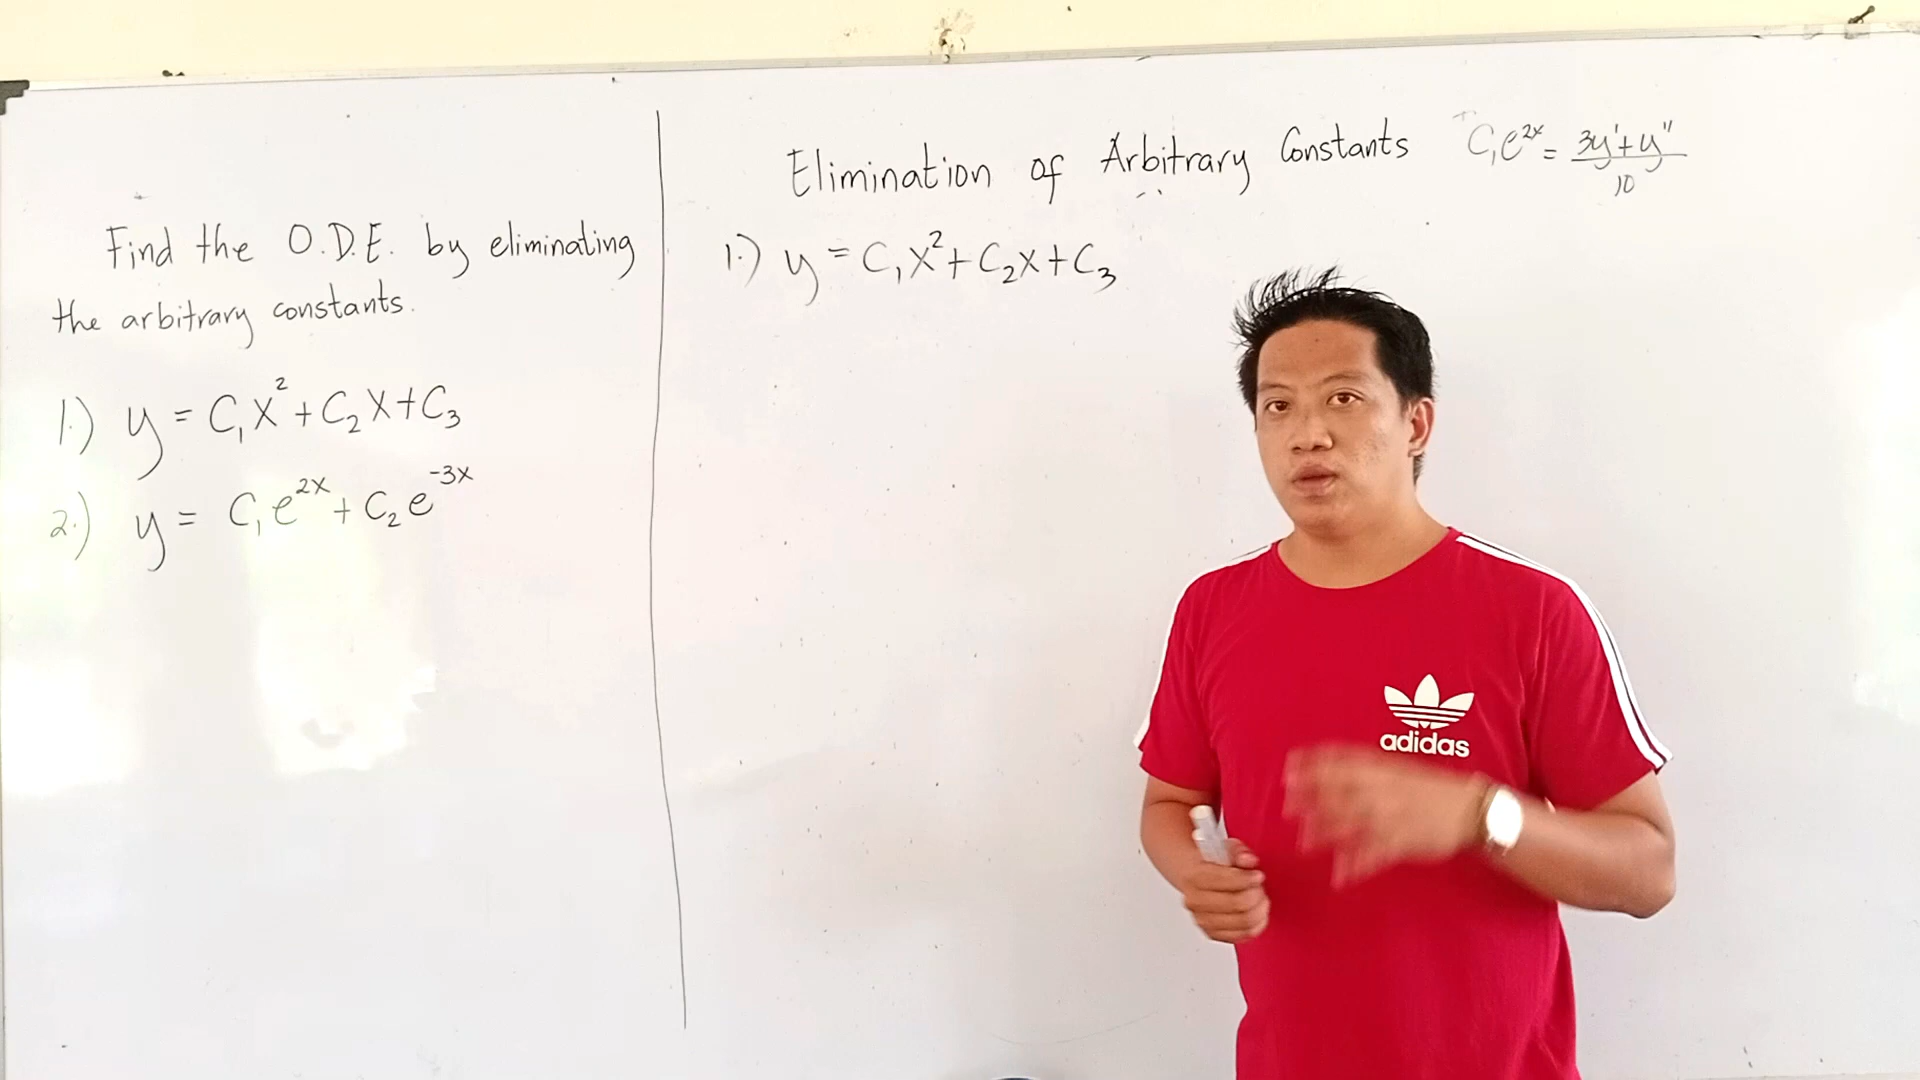 Find the O.D.E. by eliminating
the arbitrary constants.
1.) y = C₁x² + C₂x + C₃
2.) y = C₁e²ˣ + C₂e⁻³ˣ
Elimination of Arbitrary Constants
C₁e²ˣ = (3y' + y'')/10
1.) y = C₁x² + C₂x + C₃
adidas